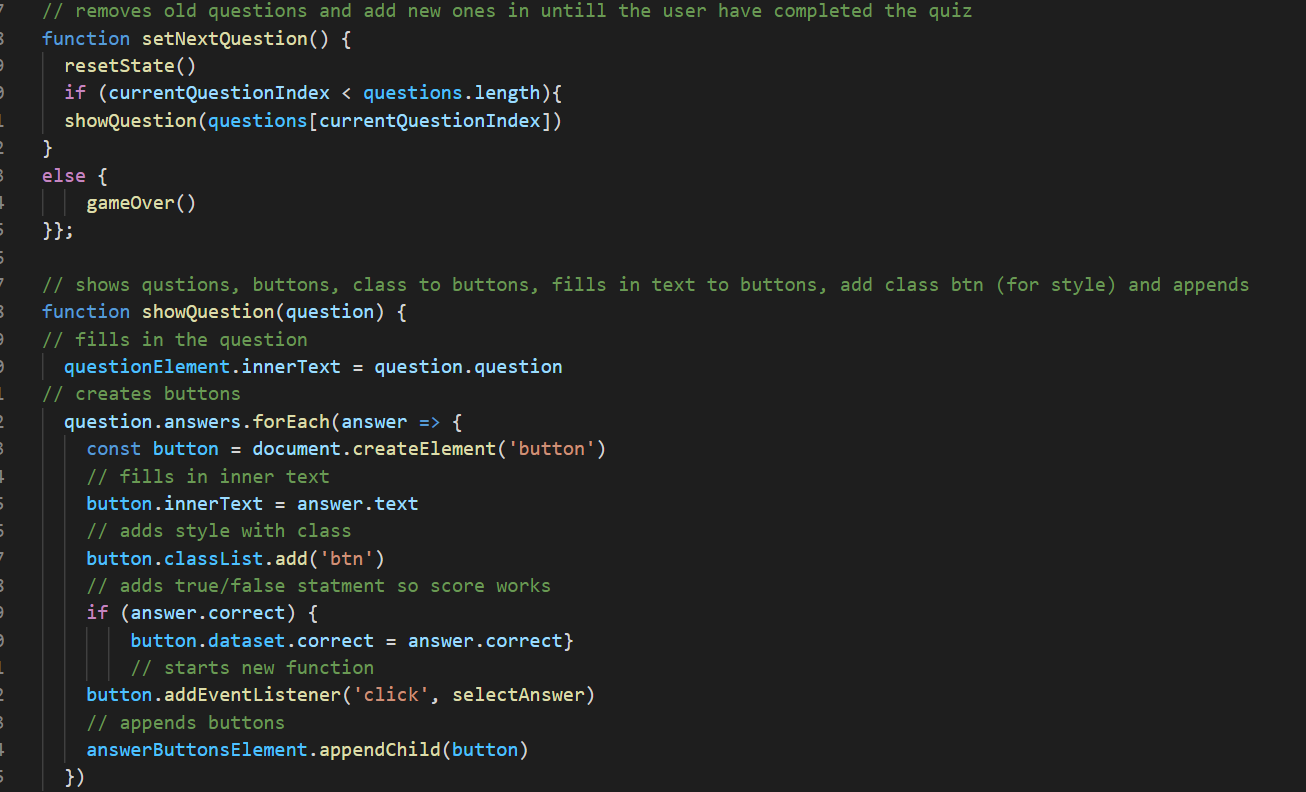 // removes old questions and add new ones in untill the user have completed the quiz
function setNextQuestion() {
resetState()
if (currentQuestionIndex < questions.length){
showQuestion(questions[currentQuestionIndex])
}
else {
gameOver()
}};
// shows qustions, buttons, class to buttons, fills in text to buttons, add class btn (for style) and appends
function showQuestion(question) {
// fills in the question
questionElement.innerText = question.question
// creates buttons
question.answers.forEach(answer => {
const button = document.createElement('button')
// fills in inner text
button.innerText = answer.text
// adds style with class
button.classList.add('btn')
// adds true/false statment so score works
if (answer.correct) {
button.dataset.correct = answer.correct}
// starts new function
button.addEventListener('click', selectAnswer)
// appends buttons
answerButtonsElement.appendChild(button)
})